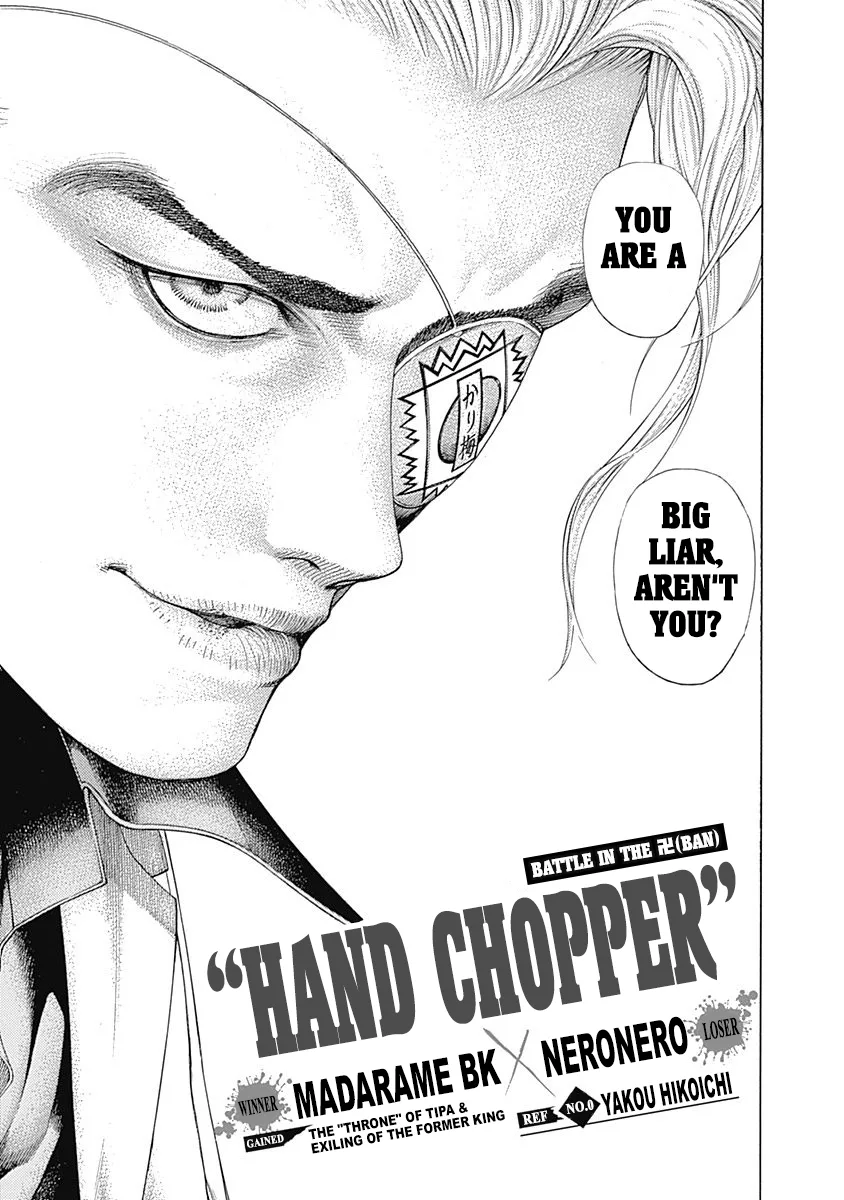 YOU
ARE A
かり梅
BIG
LIAR,
AREN'T
YOU?
BATTLE IN THE 卍(BAN)
“HAND CHOPPER”
WINNER
MADARAME BK
×
NERONERO
LOSER
GAINED
THE "THRONE" OF TIPA &
EXILING OF THE FORMER KING
REF NO.0 YAKOU HIKOICHI